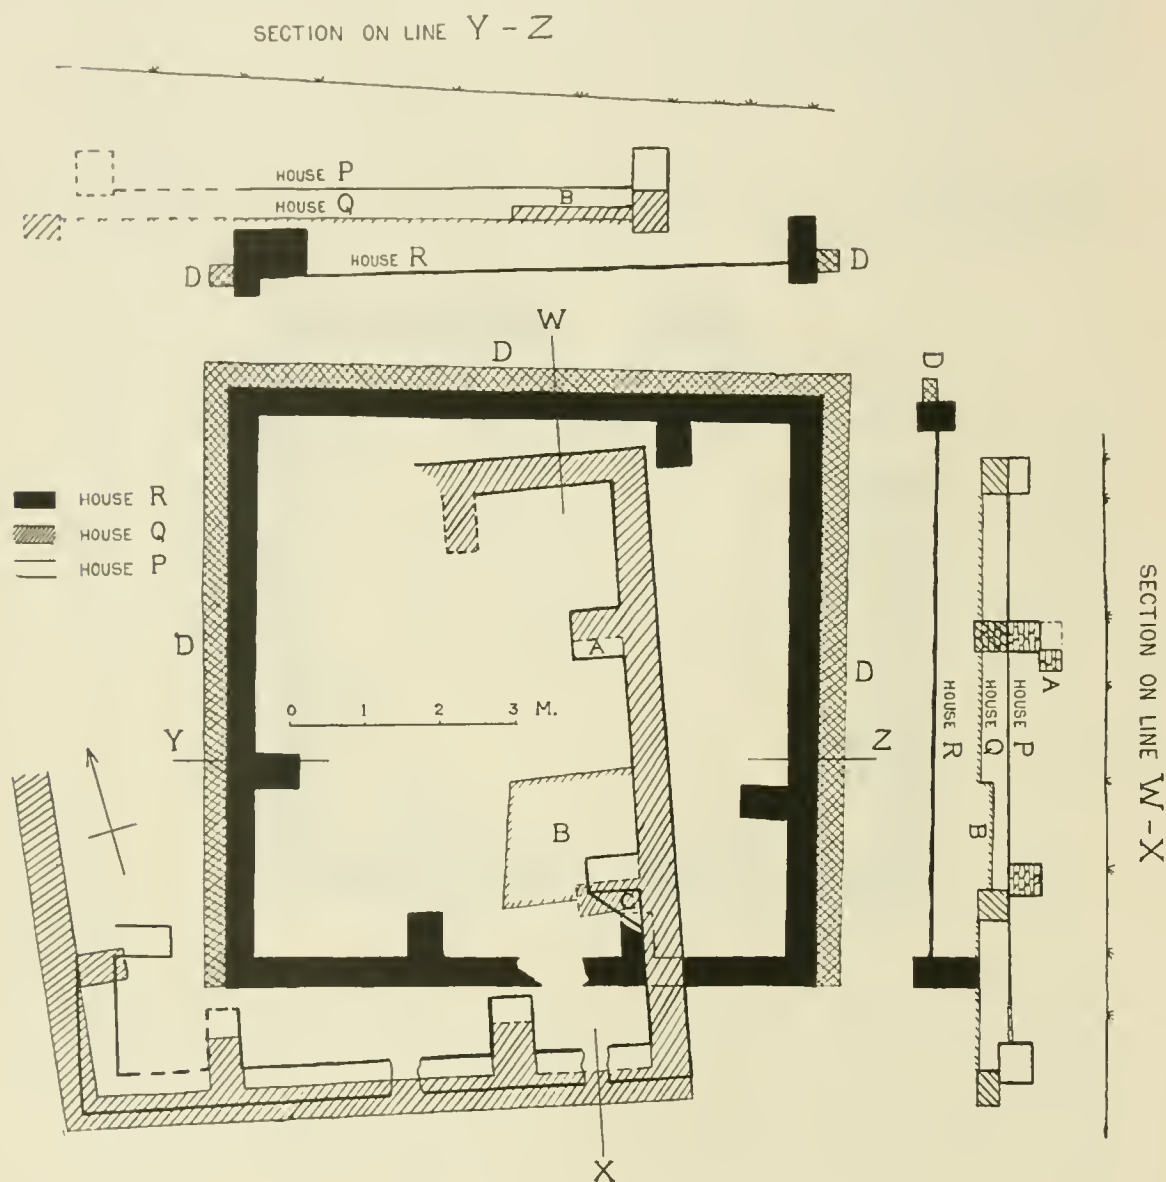 SECTION ON LINE Y - Z
HOUSE P
HOUSE Q
B
HOUSE R
D
D
W
D
D
HOUSE R
HOUSE Q
HOUSE P
A
D
D
0 1 2 3 M.
Y
Z
B
C
X
HOUSE R
HOUSE Q
HOUSE P
A
B
SECTION ON LINE W - X